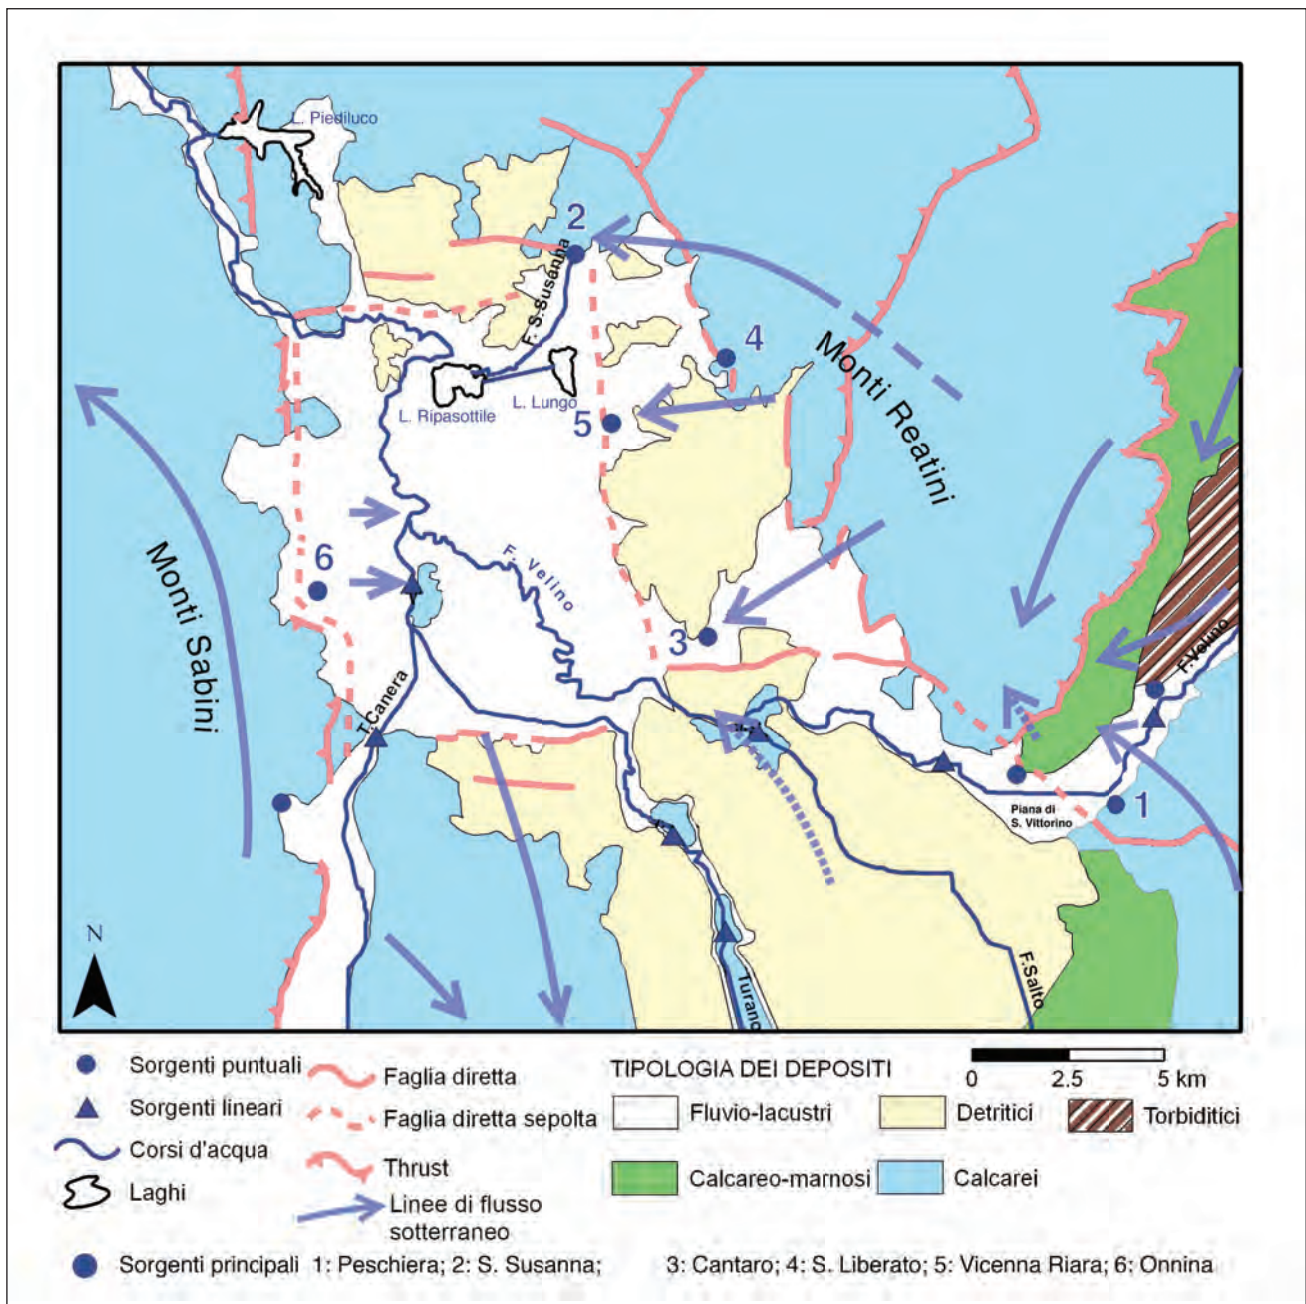 L. Piediluco
2
F. S.Susanna
4
Monti Reatini
L. Ripasottile
L. Lungo
5
F. Velino
6
Monti Sabini
3
F.Velino
T.Canera
Piana di
S. Vittorino
1
N
Turano
F.Salto
Sorgenti puntuali
Sorgenti lineari
Corsi d'acqua
Laghi
Faglia diretta
Faglia diretta sepolta
Thrust
Linee di flusso
sotterraneo
TIPOLOGIA DEI DEPOSITI
0 2.5 5 km
Fluvio-lacustri
Detritici
Torbiditici
Calcareo-marnosi
Calcarei
Sorgenti principali 1: Peschiera; 2: S. Susanna; 3: Cantaro; 4: S. Liberato; 5: Vicenna Riara; 6: Onnina